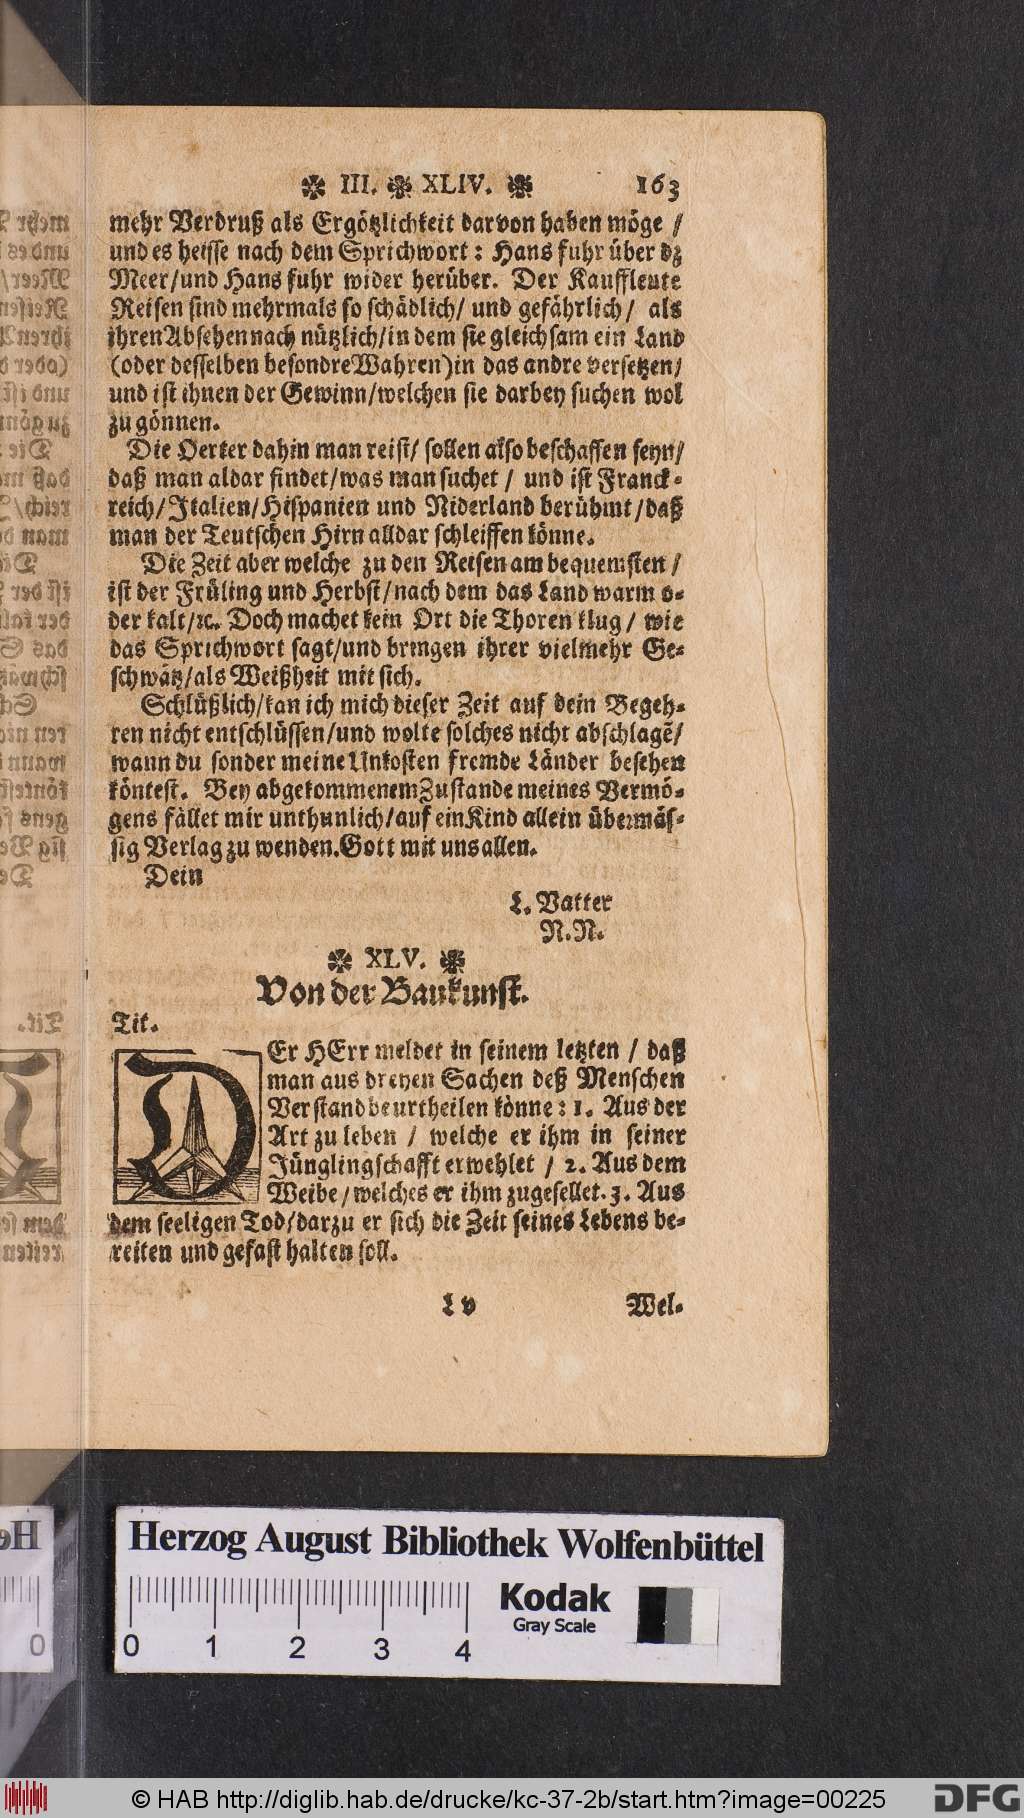 ❁ III. ❁ XLIV. ❁ 163
mehr Verdruß als Ergötzlichkeit darvon haben möge /
und es heisse nach dem Sprichwort: Hans fuhr über dz
Meer/und Hans fuhr wider herüber. Der Kauffleute
Reisen sind mehrmals so schädlich/ und gefährlich/ als
ihren Absehen nach nützlich/in dem sie gleichsam ein Land
(oder desselben besondre Wahren) in das andre versetzen/
und ist ihnen der Gewinn/welchen sie darbey suchen wol
zu gönnen.
Die Oerter dahin man reist/ sollen also beschaffen seyn/
daß man aldar findet/was man suchet / und ist Franck-
reich/Italien/Hispanien und Niderland berühmt/daß
man der Teutschen Hirn alldar schleiffen könne.
Die Zeit aber welche zu den Reisen am bequemsten /
ist der Früling und Herbst/nach dem das Land warm o-
der kalt/ꝛc. Doch machet kein Ort die Thoren klug/ wie
das Sprichwort sagt/und bringen ihrer vielmehr Ge-
schwätz/als Weißheit mit sich.
Schlüßlich/kan ich mich dieser Zeit auf dein Begeh-
ren nicht entschlüssen/und wolte solches nicht abschlagē/
wann du sonder meine Unkosten fremde Länder besehen
köntest. Bey abgekommenem Zustande meines Vermö-
gens fället mir unthunlich/auf ein Kind allein übermäs-
sig Verlag zu wenden. Gott mit uns allen.
Dein
L. Vatter
N.N.
❁ XLV. ❁
Von der Baukunst.
Tit.
DEr HErr meldet in seinem letzten / daß
man aus dreyen Sachen deß Menschen
Verstand beurtheilen könne: 1. Aus der
Art zu leben / welche er ihm in seiner
Jünglingschafft erwehlet / 2. Aus dem
Weibe/welches er ihm zugesellet. 3. Aus
dem seeligen Tod/darzu er sich die Zeit seines Lebens be-
reiten und gefast halten soll.
L v Wel-
Herzog August Bibliothek Wolfenbüttel
Kodak
Gray Scale
0 1 2 3 4
© HAB http://diglib.hab.de/drucke/kc-37-2b/start.htm?image=00225
DFG